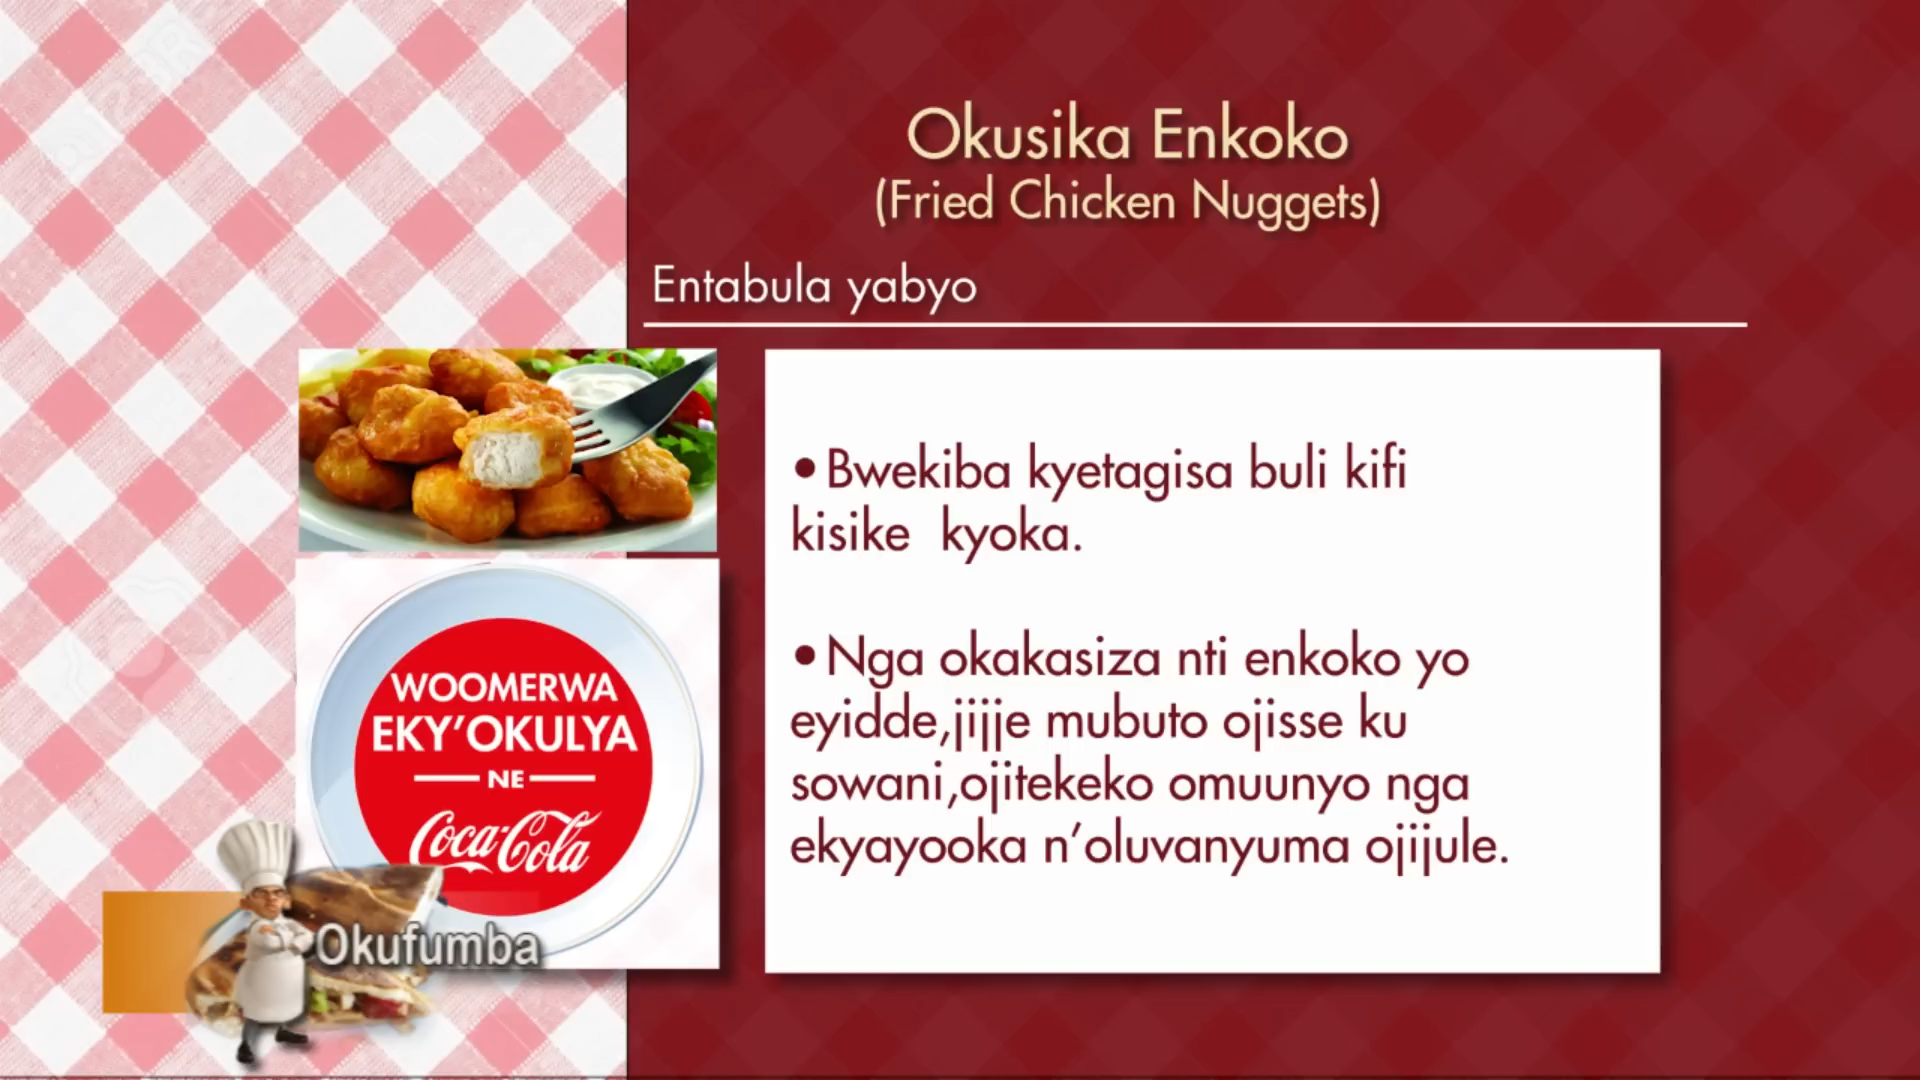 Okusika Enkoko
(Fried Chicken Nuggets)
Entabula yabyo
•Bwekiba kyetagisa buli kifi
kisike kyoka.
•Nga okakasiza nti enkoko yo
eyidde,jijje mubuto ojisse ku
sowani,ojitekeko omuunyo nga
ekyayooka n'oluvanyuma ojijule.
WOOMERWA
EKY'OKULYA
NE
Coca-Cola
Okufumba